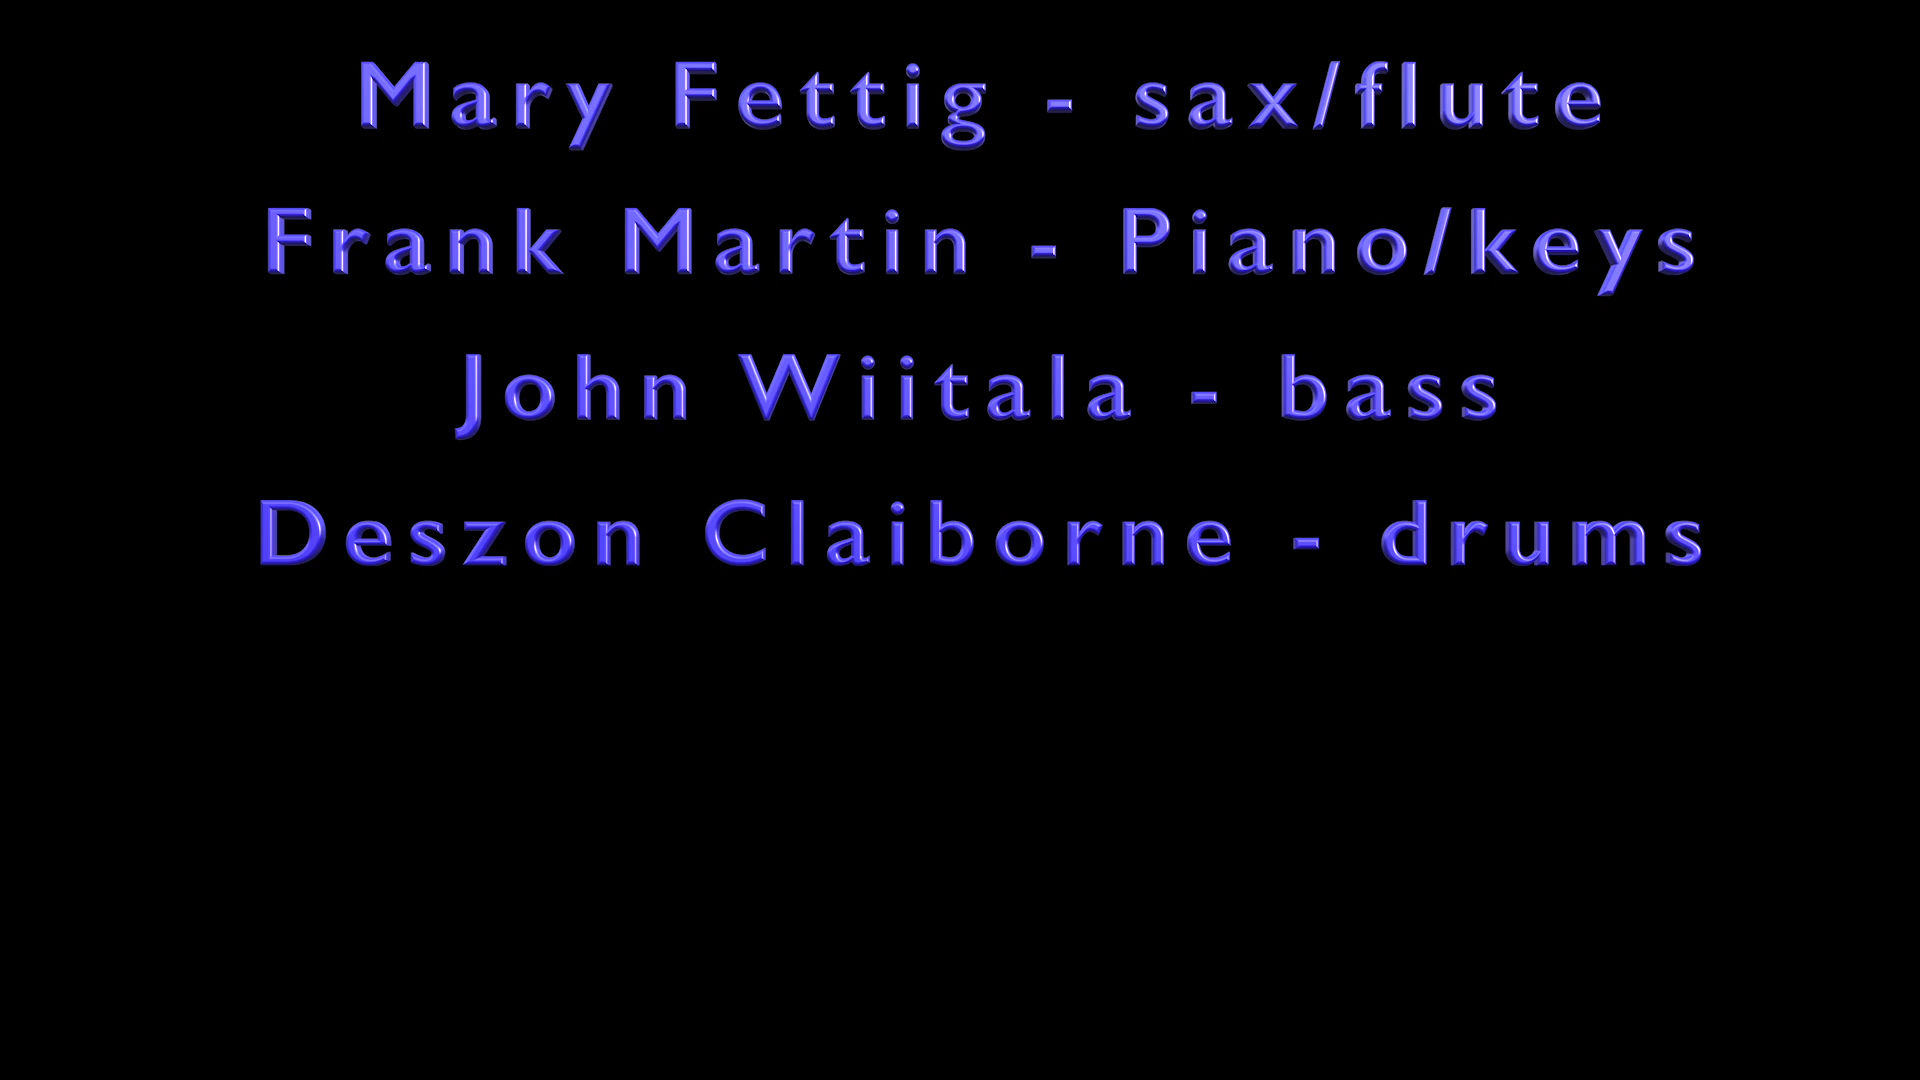 Mary Fettig - sax/flute
Frank Martin - Piano/keys
John Wiitala - bass
Deszon Claiborne - drums